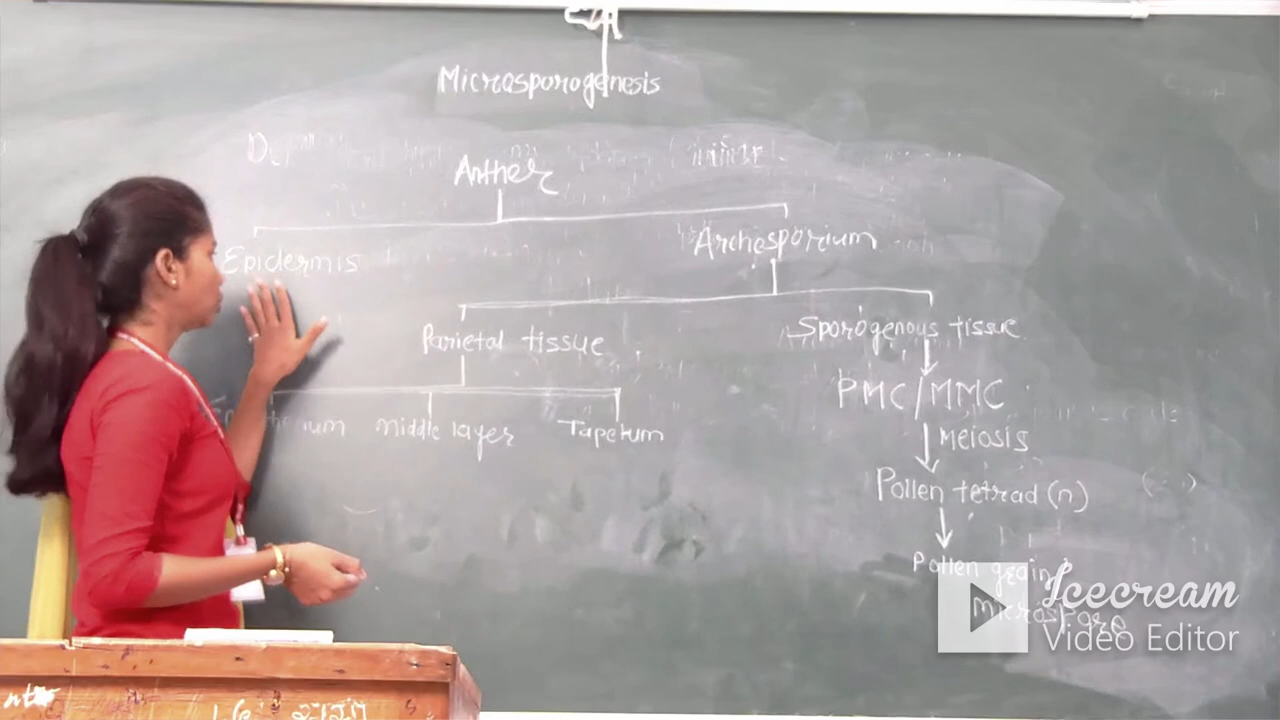 Microsporogenesis
Anther
Epidermis Archesporium
Parietal tissue Sporogenous tissue
PMC/MMC
middle layer Tapetum
meiosis
Pollen tetrad (n)
Pollen grain
microspore
Icecream
Video Editor